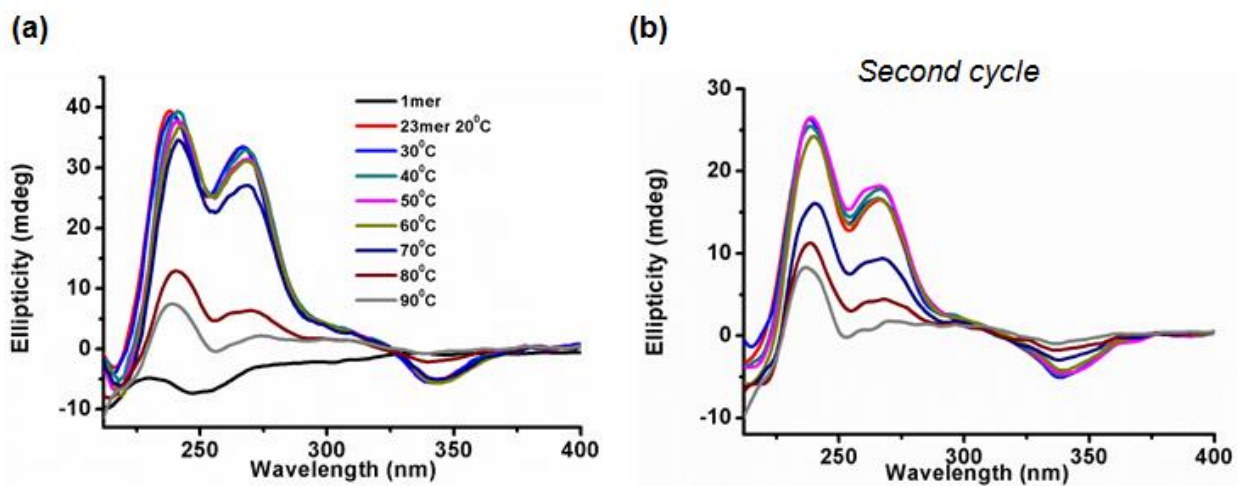 (a)
Ellipticity (mdeg)
40
30
20
10
0
-10
1mer
23mer 20⁰C
30⁰C
40⁰C
50⁰C
60⁰C
70⁰C
80⁰C
90⁰C
250
300
350
400
Wavelength (nm)
(b)
Second cycle
Ellipticity (mdeg)
30
20
10
0
-10
250
300
350
400
Wavelength (nm)